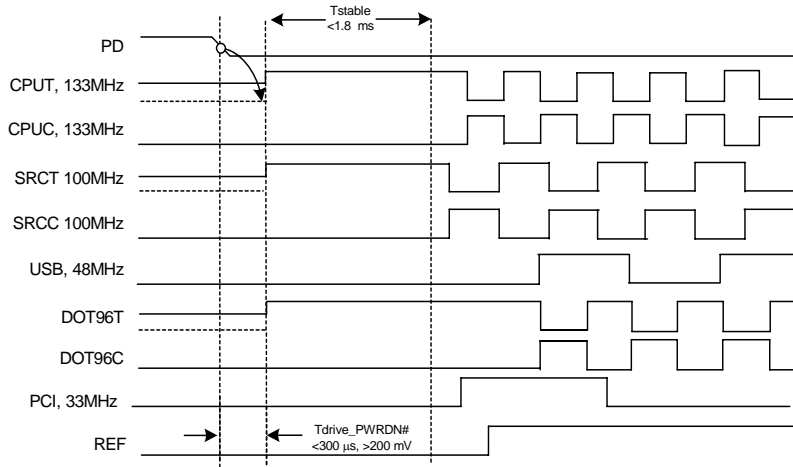 Tstable
<1.8 ms
PD
CPUT, 133MHz
CPUC, 133MHz
SRCT 100MHz
SRCC 100MHz
USB, 48MHz
DOT96T
DOT96C
PCI, 33MHz
Tdrive_PWRDN#
<300 µs, >200 mV
REF